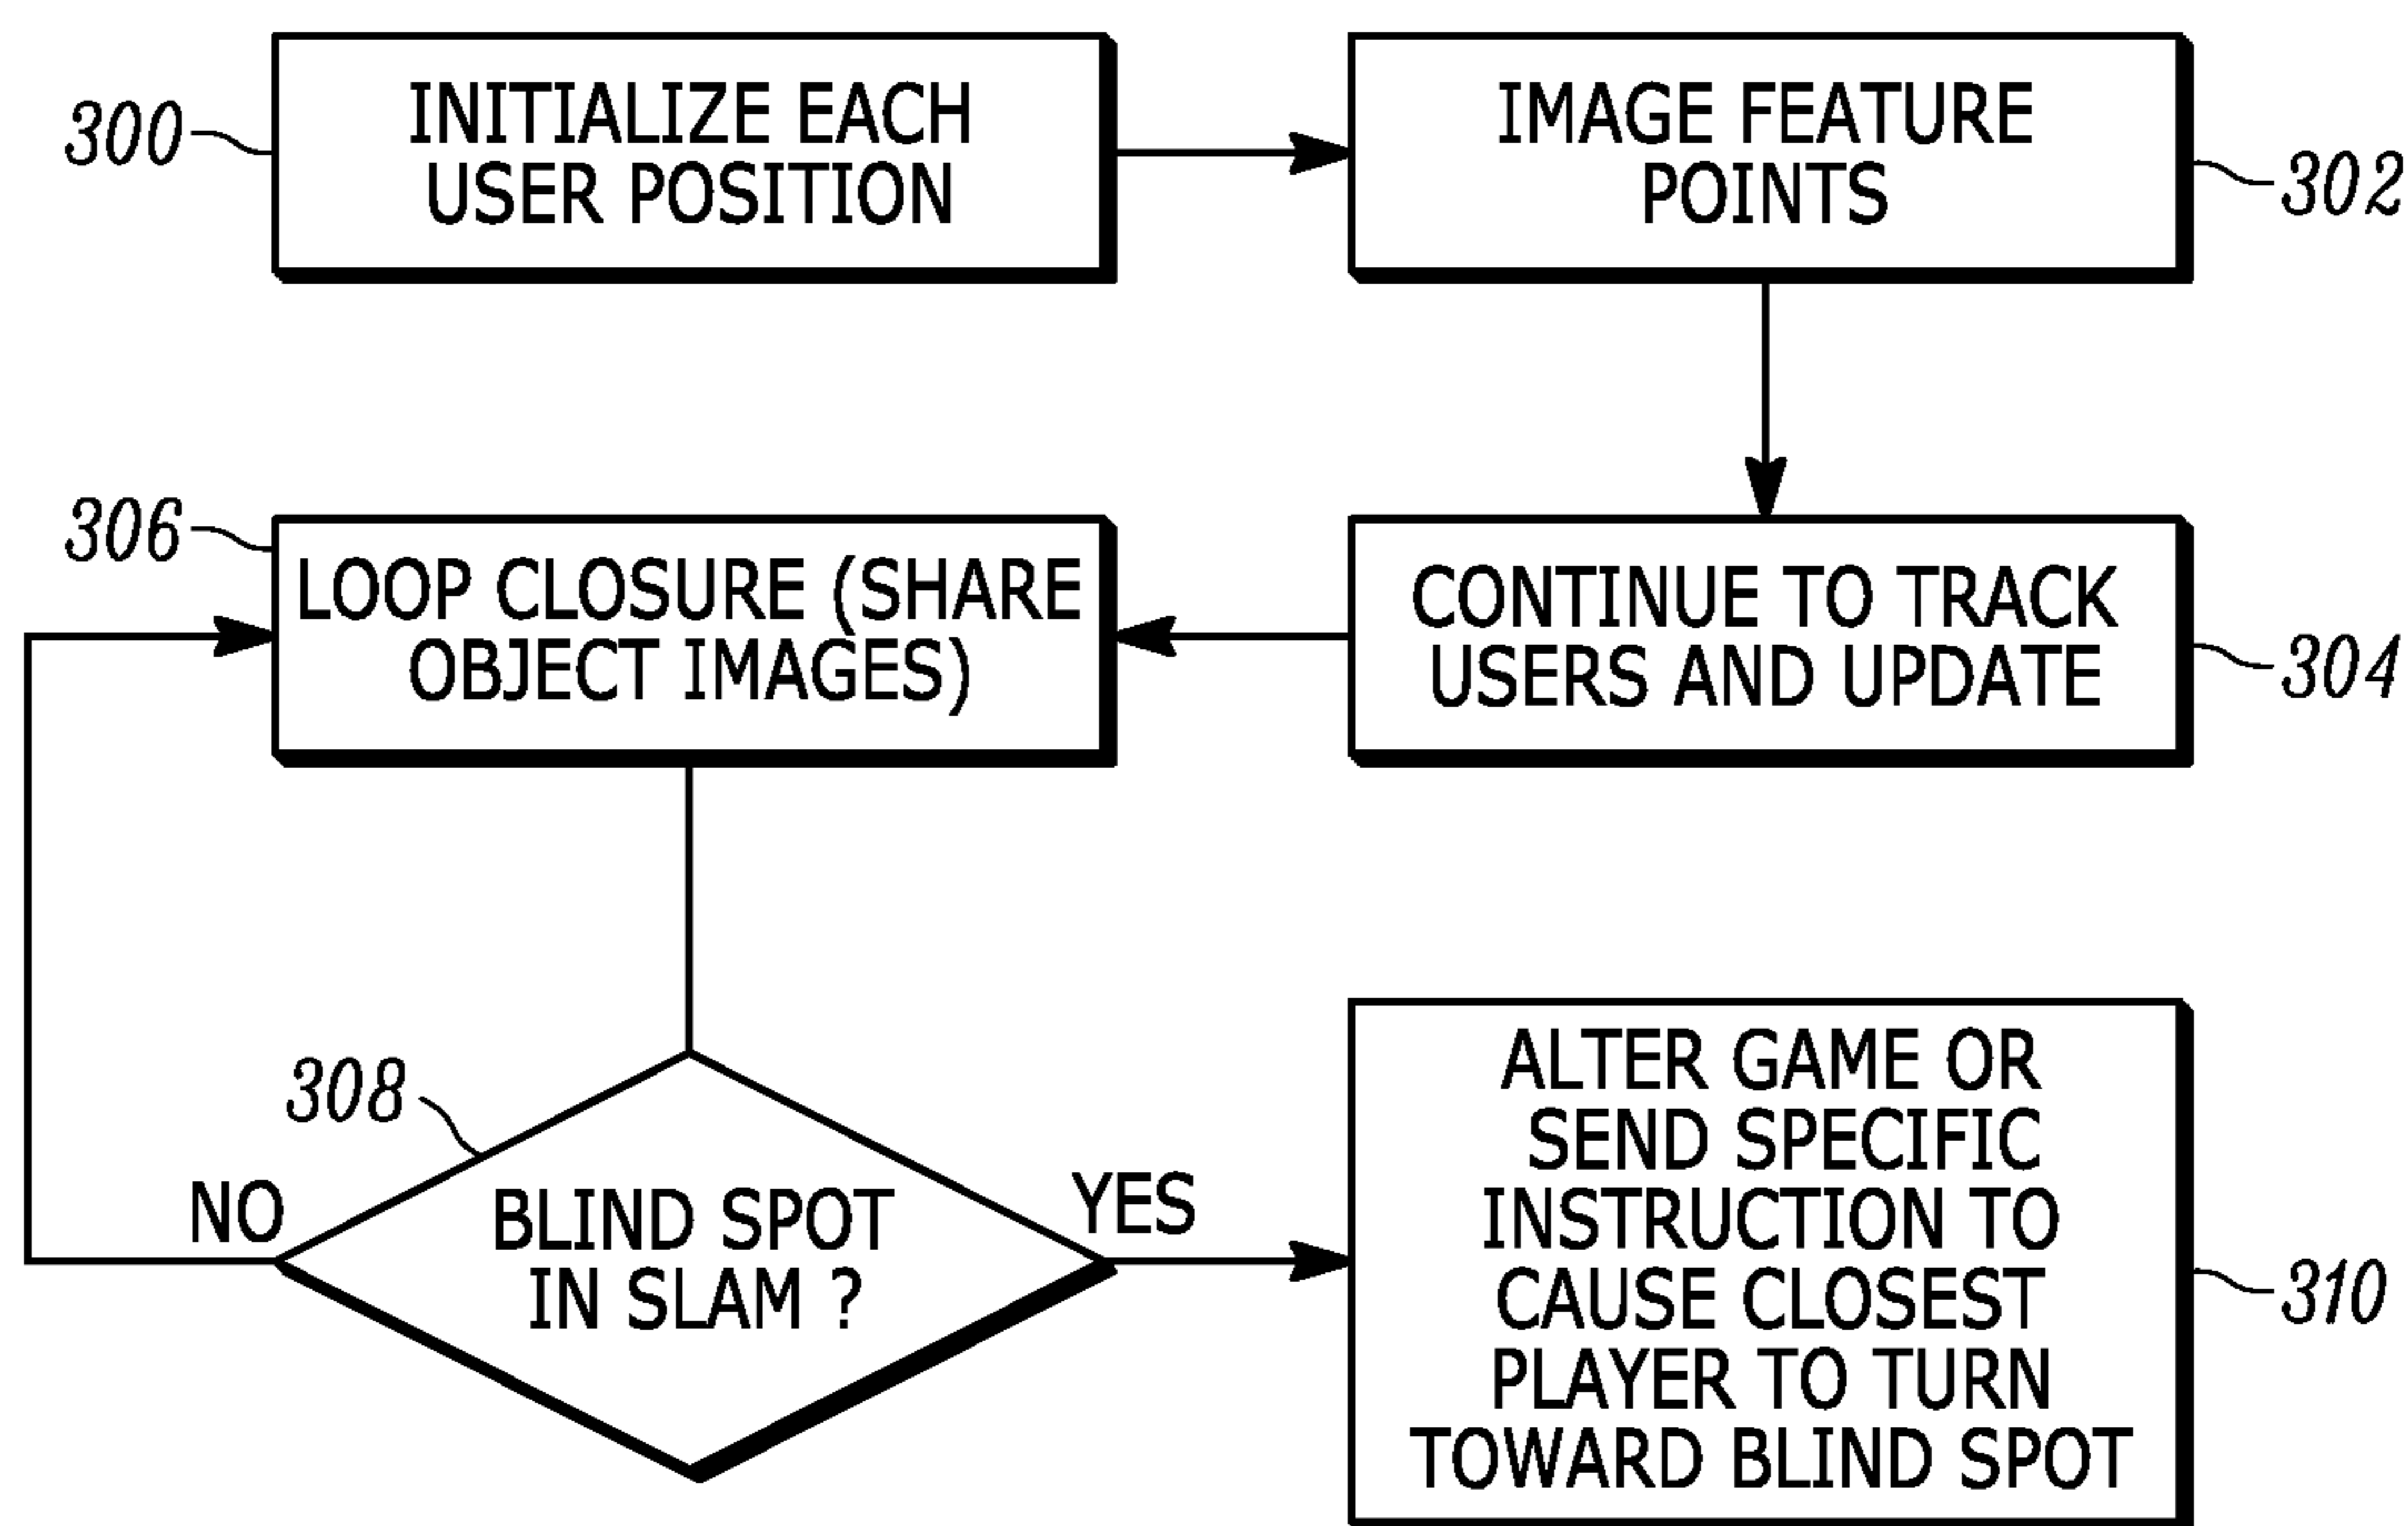 300
INITIALIZE EACH
USER POSITION
IMAGE FEATURE
POINTS
302
306
LOOP CLOSURE (SHARE
OBJECT IMAGES)
CONTINUE TO TRACK
USERS AND UPDATE
304
308
NO
BLIND SPOT
IN SLAM ?
YES
ALTER GAME OR
SEND SPECIFIC
INSTRUCTION TO
CAUSE CLOSEST
PLAYER TO TURN
TOWARD BLIND SPOT
310